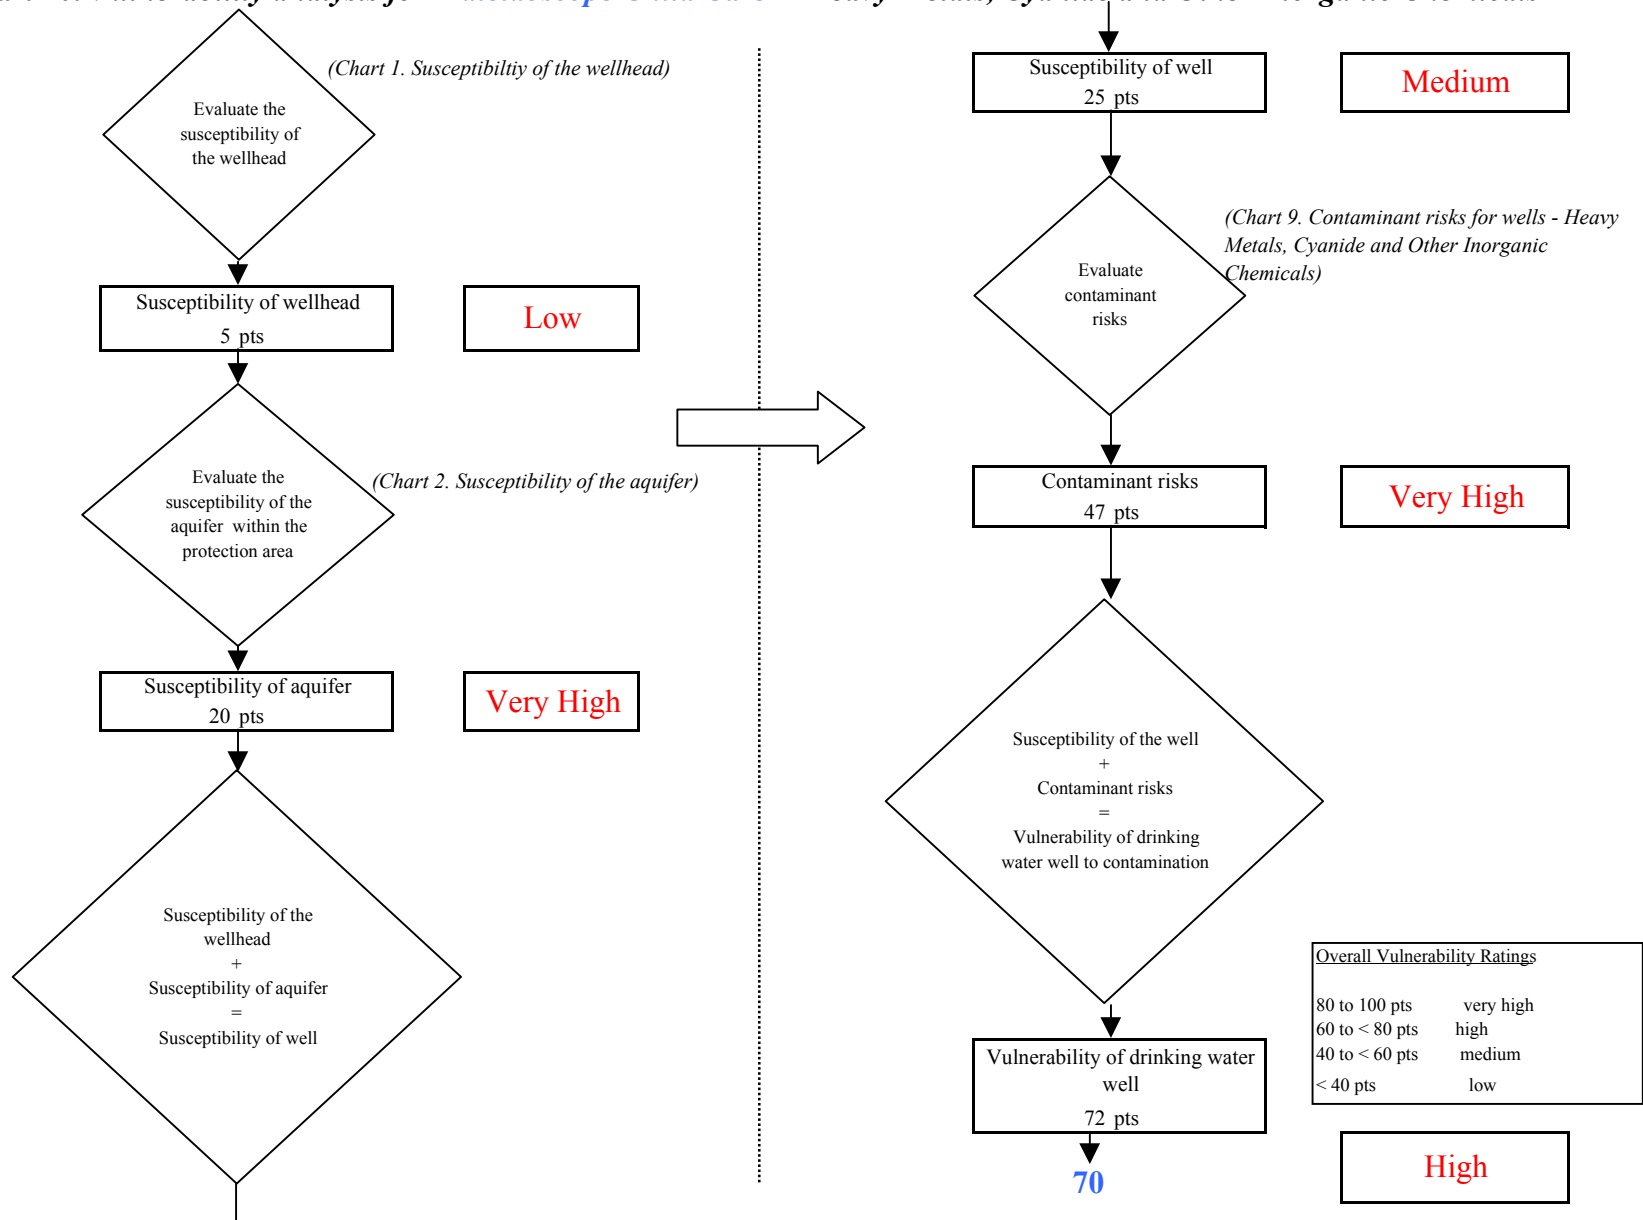 (Chart 1. Susceptibiltiy of the wellhead)
Evaluate the
susceptibility of
the wellhead
Susceptibility of wellhead
5 pts
Low
(Chart 2. Susceptibility of the aquifer)
Evaluate the
susceptibility of the
aquifer within the
protection area
Susceptibility of aquifer
20 pts
Very High
Susceptibility of the
wellhead
+
Susceptibility of aquifer
=
Susceptibility of well
Susceptibility of well
25 pts
Medium
(Chart 9. Contaminant risks for wells - Heavy
Metals, Cyanide and Other Inorganic
Chemicals)
Evaluate
contaminant
risks
Contaminant risks
47 pts
Very High
Susceptibility of the well
+
Contaminant risks
=
Vulnerability of drinking
water well to contamination
Overall Vulnerability Ratings
80 to 100 pts very high
60 to < 80 pts high
40 to < 60 pts medium
< 40 pts low
Vulnerability of drinking water
well
72 pts
70
High